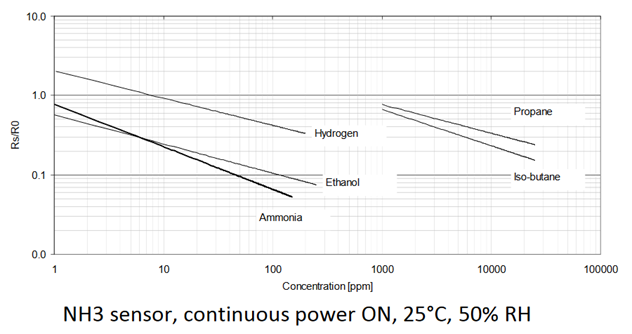 10.0
1.0
0.1
0.0
Rs/R0
Hydrogen
Ethanol
Ammonia
Propane
Iso-butane
1
10
100
1000
10000
100000
Concentration [ppm]
NH3 sensor, continuous power ON, 25°C, 50% RH